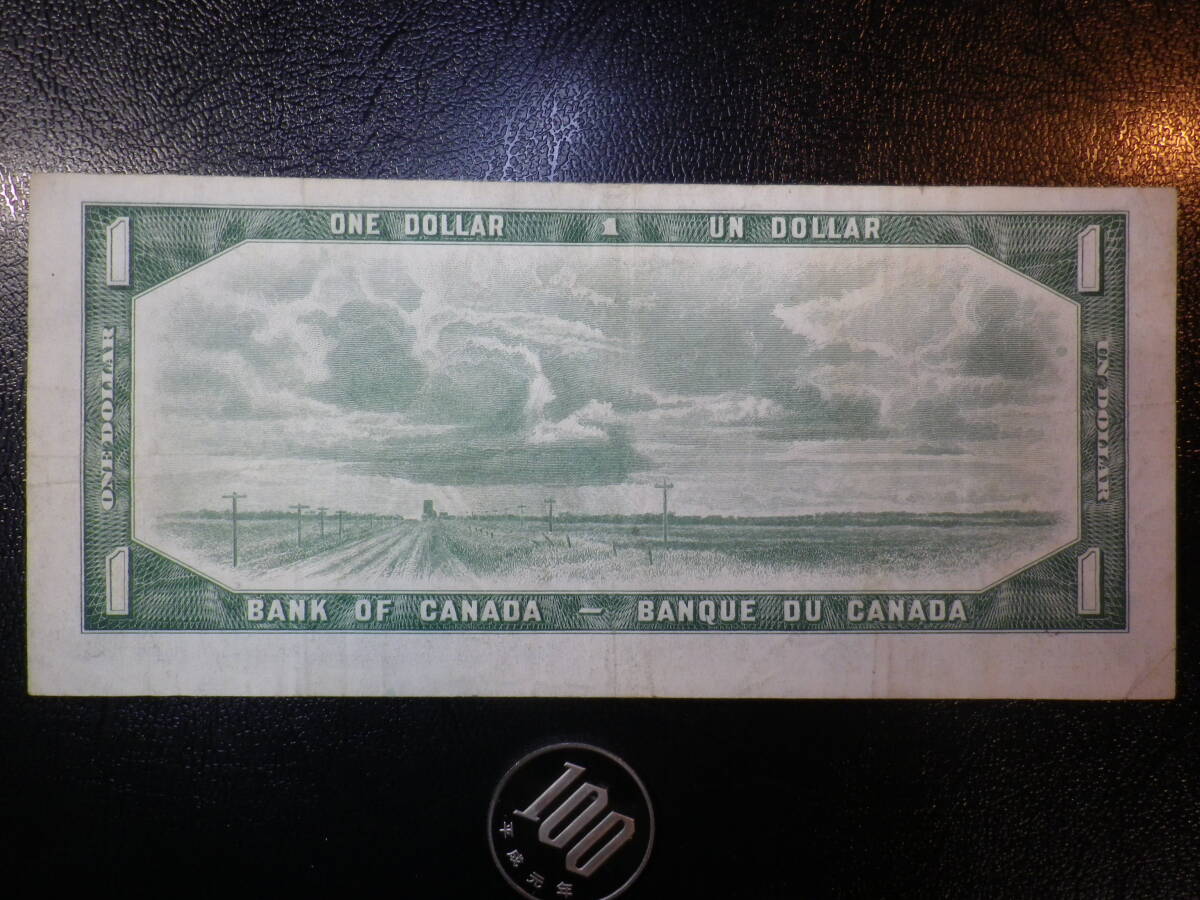 ONE DOLLAR 1 UN DOLLAR
1
1
ONE DOLLAR
UN DOLLAR
1
1
BANK OF CANADA — BANQUE DU CANADA
100
平成元年